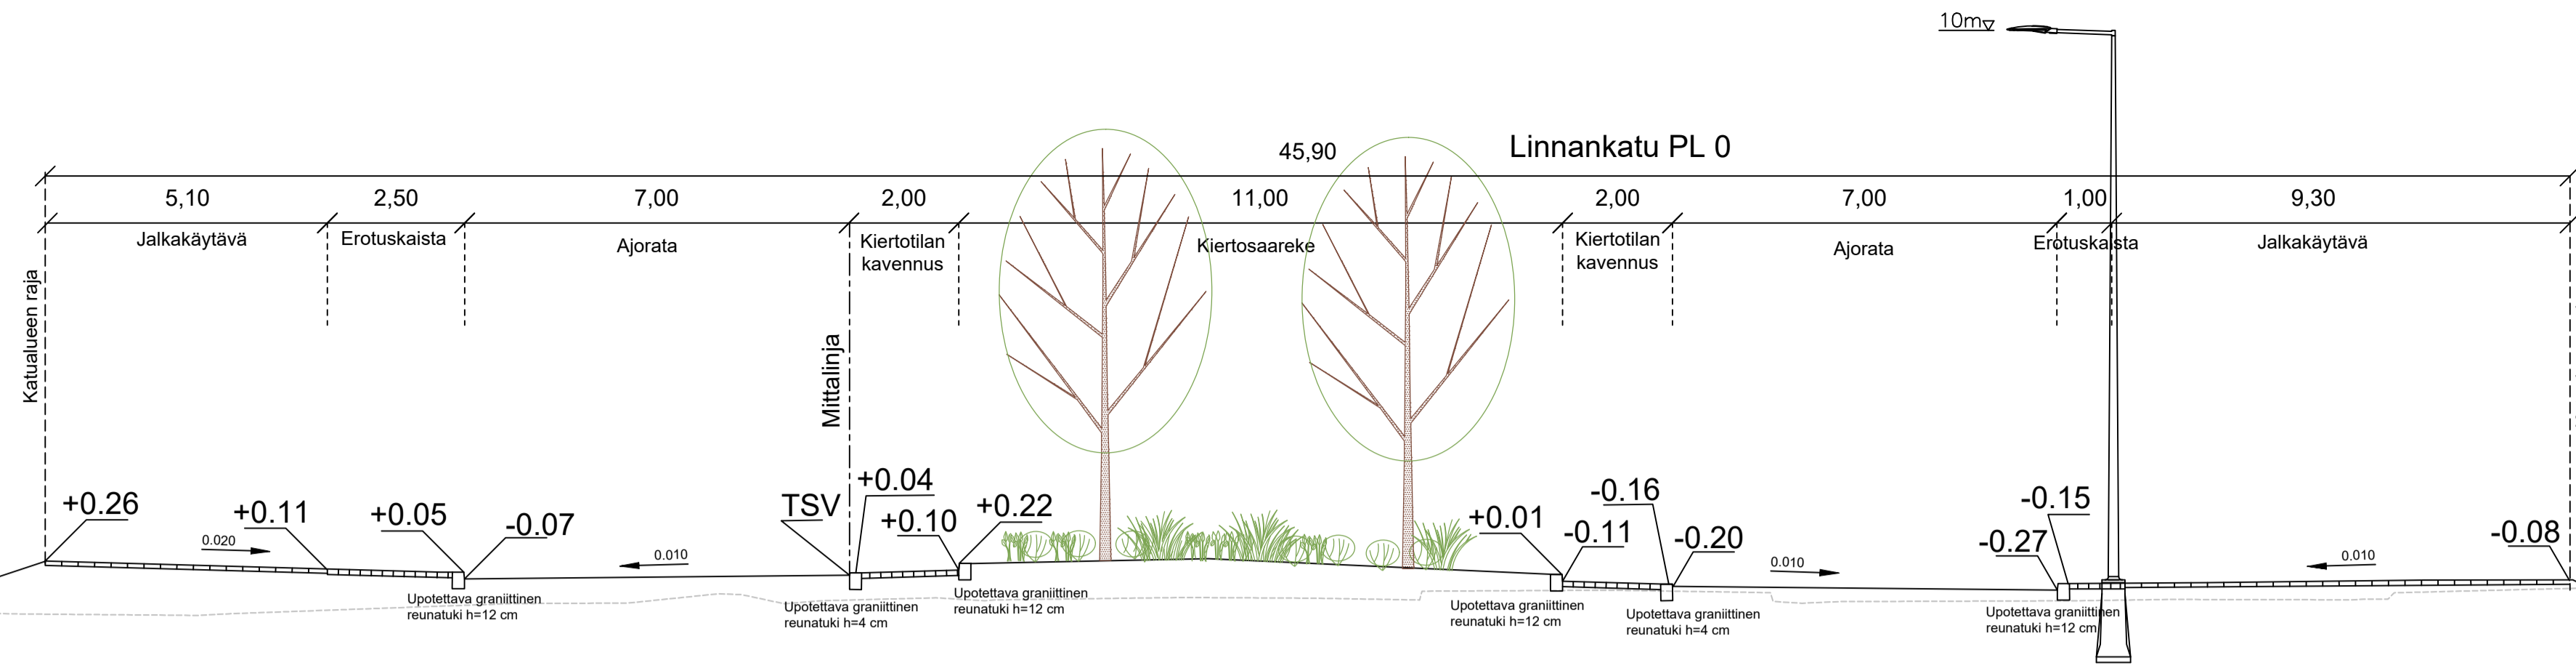 10m
Linnankatu PL 0
45,90
5,10
2,50
7,00
2,00
11,00
2,00
7,00
1,00
9,30
Jalkakäytävä
Erotuskaista
Ajorata
Kiertotilan
kavennus
Kiertosaareke
Kiertotilan
kavennus
Ajorata
Erotuskaista
Jalkakäytävä
Katualueen raja
Mittalinja
+0.26
+0.11
+0.05
-0.07
TSV
+0.04
+0.10
+0.22
+0.01
-0.11
-0.16
-0.20
-0.27
-0.15
-0.08
0.020
0.010
0.010
0.010
Upotettava graniittinen
reunatuki h=12 cm
Upotettava graniittinen
reunatuki h=4 cm
Upotettava graniittinen
reunatuki h=12 cm
Upotettava graniittinen
reunatuki h=12 cm
Upotettava graniittinen
reunatuki h=4 cm
Upotettava graniittinen
reunatuki h=12 cm